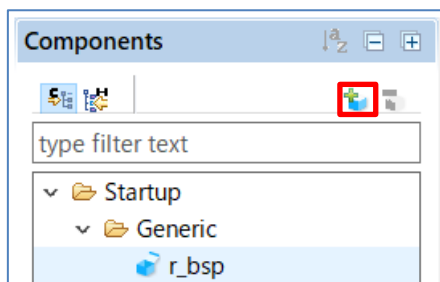 Components
type filter text
Startup
Generic
r_bsp